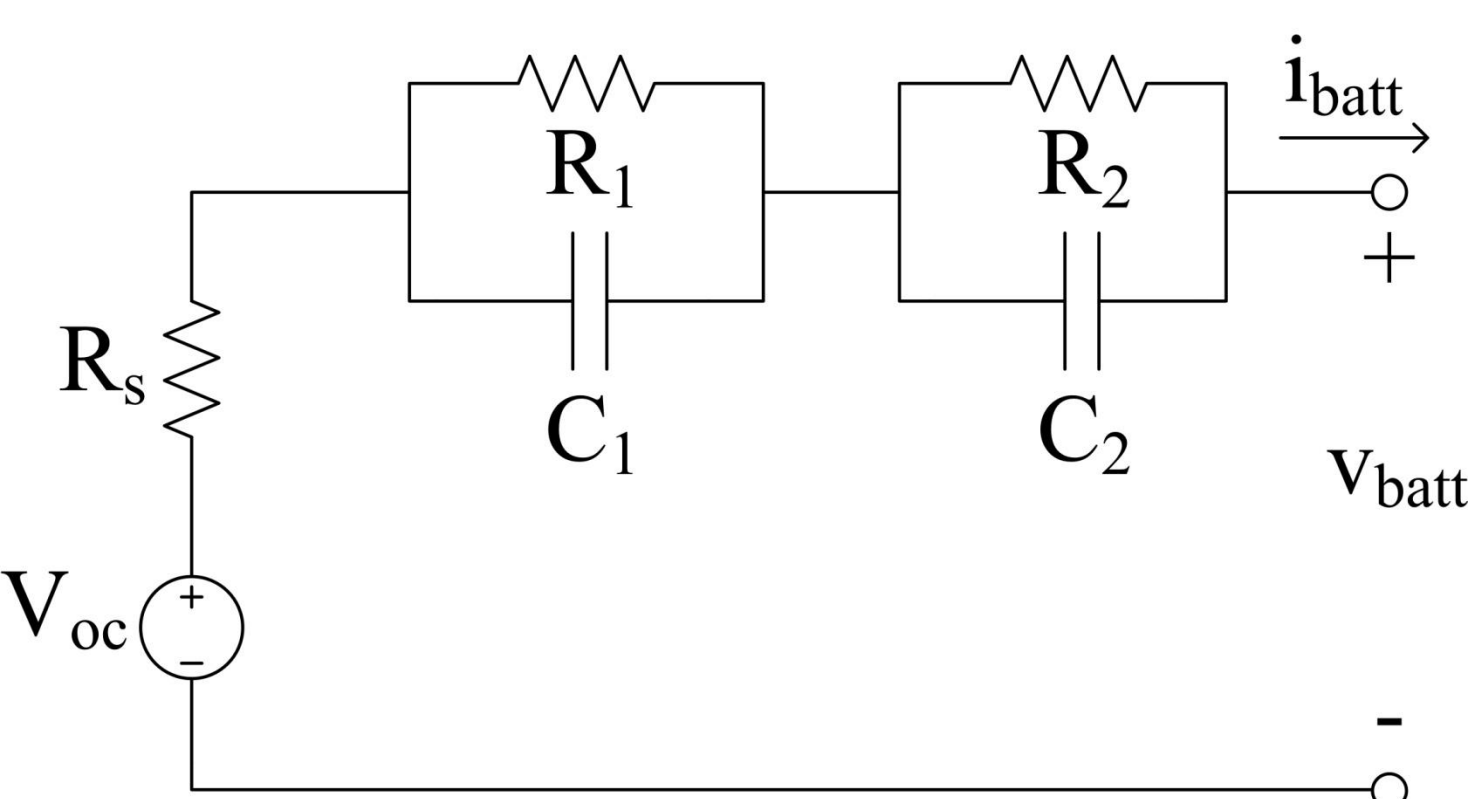 i_batt
R_1
R_2
+
R_s
C_1
C_2
v_batt
V_oc
+
−
-